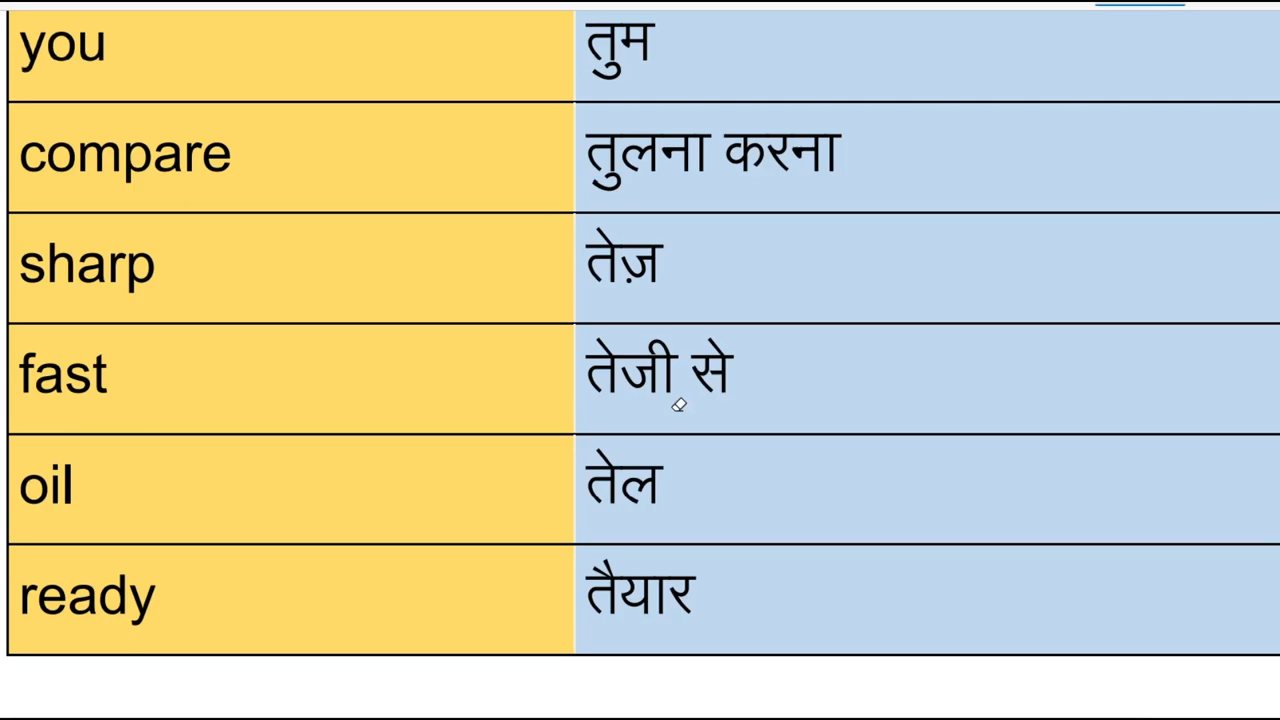 you तुम
compare तुलना करना
sharp तेज़
fast तेजी से
oil तेल
ready तैयार